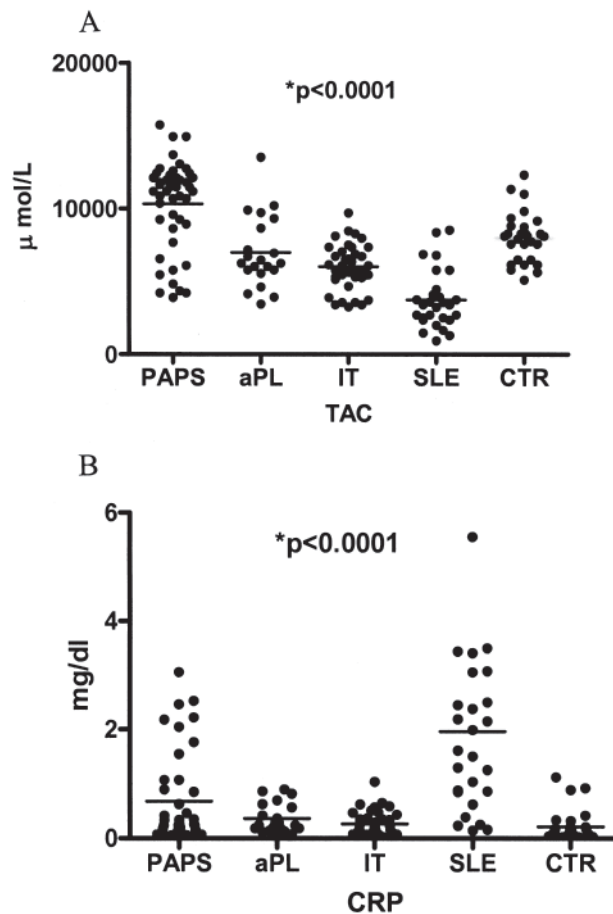 A
20000
*p<0.0001
10000
μ mol/L
0
PAPS aPL IT SLE CTR
TAC
B
6
*p<0.0001
4
mg/dl
2
0
PAPS aPL IT SLE CTR
CRP